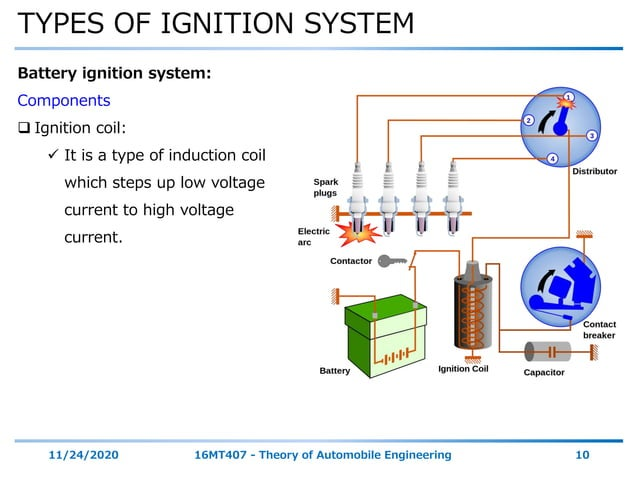 TYPES OF IGNITION SYSTEM
Battery ignition system:
Components
❑ Ignition coil:
✓ It is a type of induction coil
which steps up low voltage
current to high voltage
current.
1
2
3
4
Distributor
Spark
plugs
Electric
arc
Contactor
Contact
breaker
Battery
Ignition Coil
Capacitor
11/24/2020
16MT407 - Theory of Automobile Engineering
10